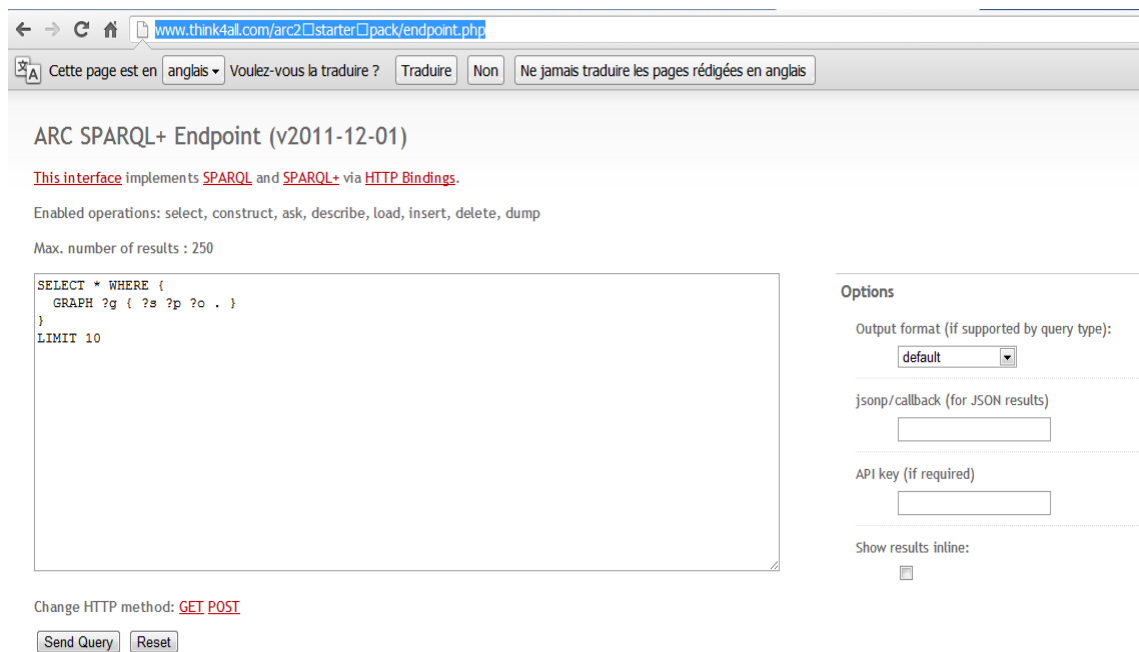 www.think4all.com/arc2□starter□pack/endpoint.php
Cette page est en anglais Voulez-vous la traduire ? Traduire Non Ne jamais traduire les pages rédigées en anglais
ARC SPARQL+ Endpoint (v2011-12-01)
This interface implements SPARQL and SPARQL+ via HTTP Bindings.
Enabled operations: select, construct, ask, describe, load, insert, delete, dump
Max. number of results : 250
SELECT * WHERE {
GRAPH ?g { ?s ?p ?o . }
}
LIMIT 10
Options
Output format (if supported by query type):
default
jsonp/callback (for JSON results)
API key (if required)
Show results inline:
Change HTTP method: GET POST
Send Query Reset